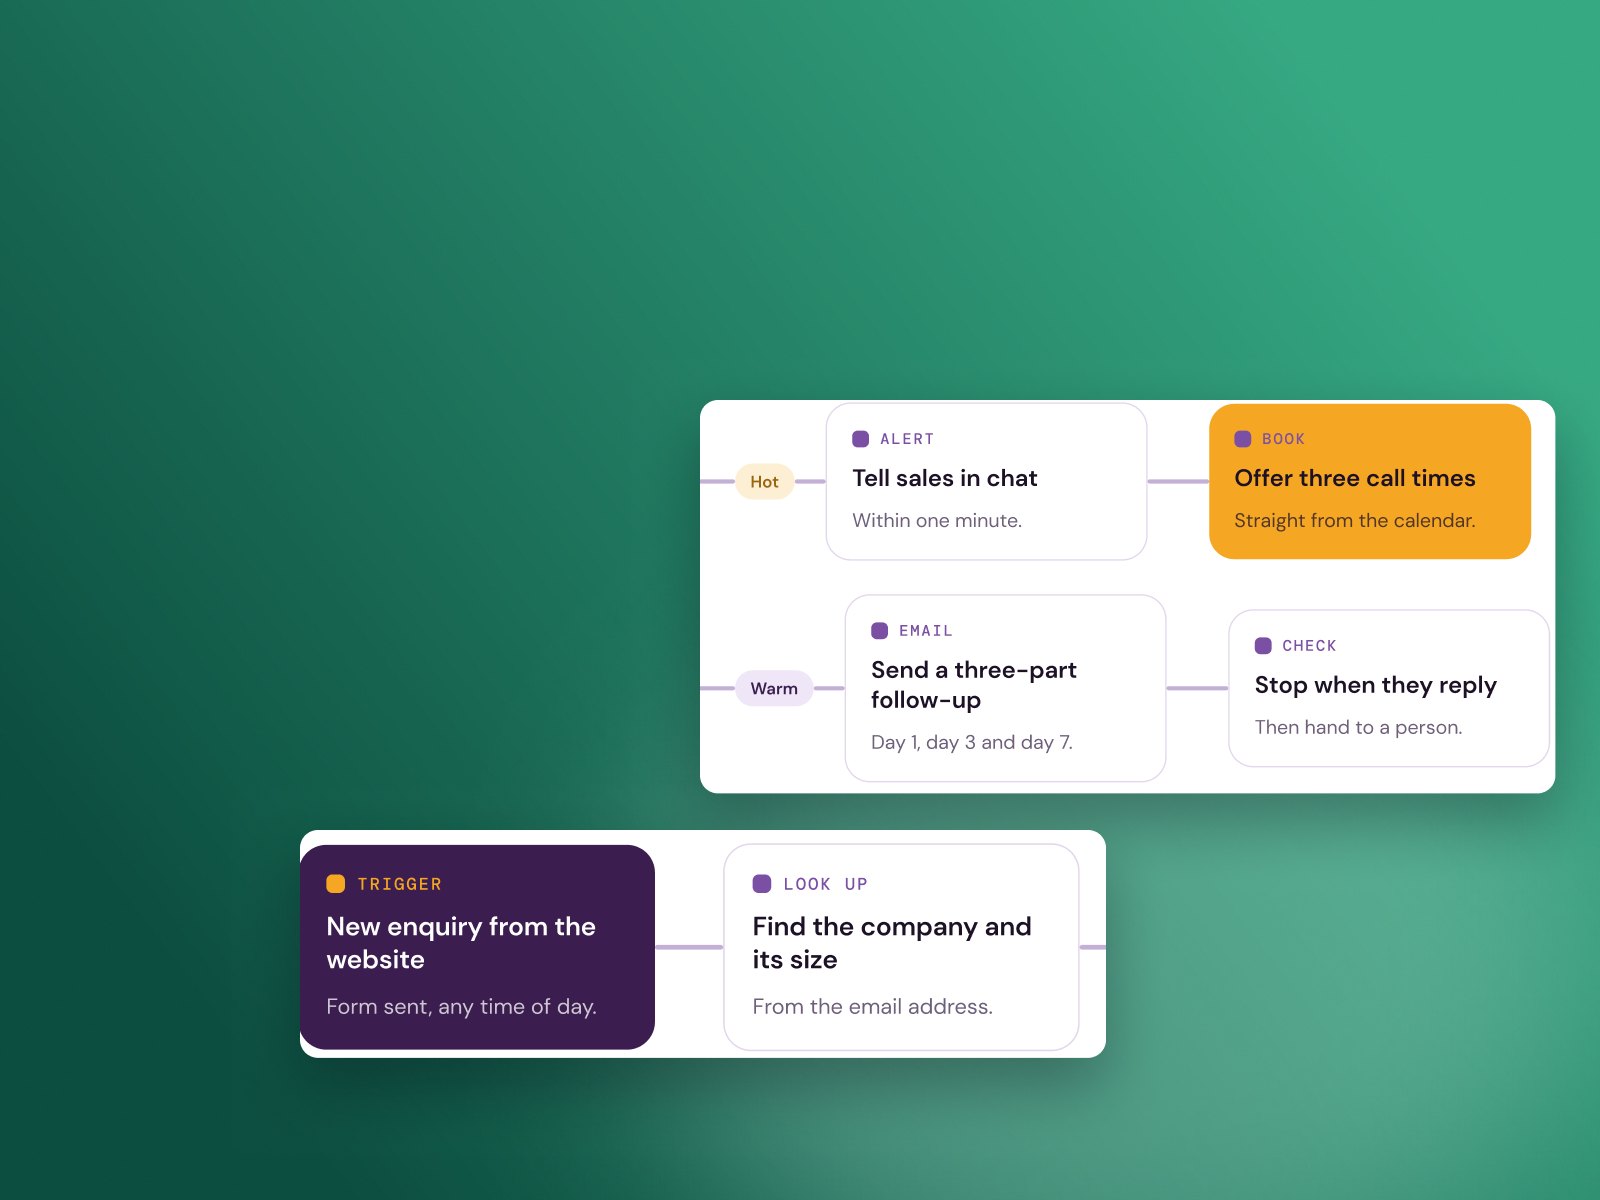 Hot
ALERT
Tell sales in chat
Within one minute.
BOOK
Offer three call times
Straight from the calendar.
Warm
EMAIL
Send a three-part
follow-up
Day 1, day 3 and day 7.
CHECK
Stop when they reply
Then hand to a person.
TRIGGER
New enquiry from the
website
Form sent, any time of day.
LOOK UP
Find the company and
its size
From the email address.